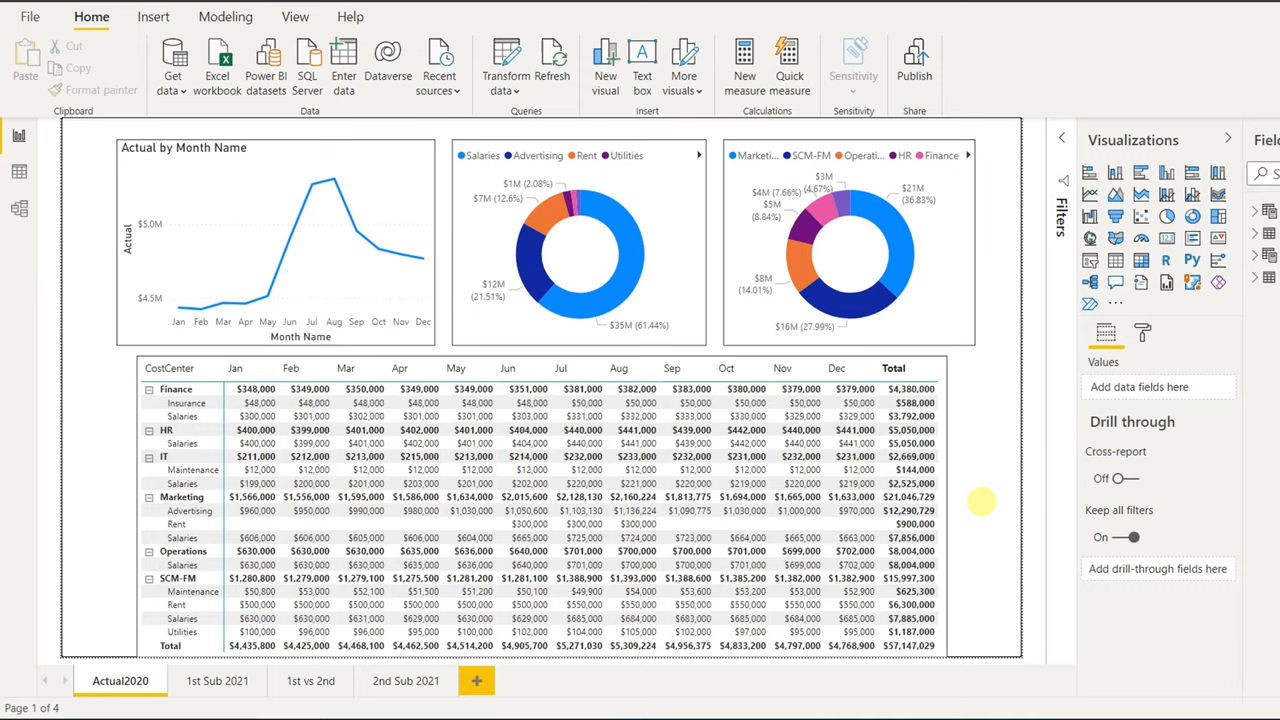 File Home Insert Modeling View Help
Paste
Cut
Copy
Format painter
Get data
Excel workbook
Power BI datasets
SQL Server
Enter data
Dataverse
Recent sources
Transform data
Refresh
New visual
Text box
More visuals
New measure
Quick measure
Sensitivity
Publish
Clipboard Data Queries Insert Calculations Sensitivity Share
Actual by Month Name
Actual
$5.0M
$4.5M
Jan Feb Mar Apr May Jun Jul Aug Sep Oct Nov Dec
Month Name
Salaries Advertising Rent Utilities
$1M (2.08%)
$7M (12.6%)
$12M
(21.51%)
$35M (61.44%)
Marketi... SCM-FM Operati... HR Finance
$3M
(4.67%)
$4M (7.66%)
$5M
(8.84%)
$8M
(14.01%)
$16M (27.99%)
$21M
(36.83%)
CostCenter Jan Feb Mar Apr May Jun Jul Aug Sep Oct Nov Dec Total
Finance $348,000 $349,000 $350,000 $349,000 $349,000 $351,000 $381,000 $382,000 $383,000 $380,000 $379,000 $379,000 $4,380,000
Insurance $48,000 $48,000 $48,000 $48,000 $48,000 $48,000 $50,000 $50,000 $50,000 $50,000 $50,000 $50,000 $588,000
Salaries $300,000 $301,000 $302,000 $301,000 $301,000 $303,000 $331,000 $332,000 $333,000 $330,000 $329,000 $329,000 $3,792,000
HR $400,000 $399,000 $401,000 $402,000 $401,000 $404,000 $440,000 $441,000 $439,000 $442,000 $440,000 $441,000 $5,050,000
Salaries $400,000 $399,000 $401,000 $402,000 $401,000 $404,000 $440,000 $441,000 $439,000 $442,000 $440,000 $441,000 $5,050,000
IT $211,000 $212,000 $213,000 $215,000 $213,000 $214,000 $232,000 $233,000 $232,000 $231,000 $232,000 $231,000 $2,669,000
Maintenance $12,000 $12,000 $12,000 $12,000 $12,000 $12,000 $12,000 $12,000 $12,000 $12,000 $12,000 $12,000 $144,000
Salaries $199,000 $200,000 $201,000 $203,000 $201,000 $202,000 $220,000 $221,000 $220,000 $219,000 $220,000 $219,000 $2,525,000
Marketing $1,566,000 $1,556,000 $1,595,000 $1,586,000 $1,634,000 $2,015,600 $2,128,130 $2,160,224 $1,813,775 $1,694,000 $1,665,000 $1,633,000 $21,046,729
Advertising $960,000 $950,000 $990,000 $980,000 $1,030,000 $1,050,600 $1,103,130 $1,136,224 $1,090,775 $1,030,000 $1,000,000 $970,000 $12,290,729
Rent $300,000 $300,000 $300,000 $900,000
Salaries $606,000 $606,000 $605,000 $606,000 $604,000 $665,000 $725,000 $724,000 $723,000 $664,000 $665,000 $663,000 $7,856,000
Operations $630,000 $630,000 $630,000 $635,000 $636,000 $640,000 $701,000 $700,000 $700,000 $701,000 $699,000 $702,000 $8,004,000
Salaries $630,000 $630,000 $630,000 $635,000 $636,000 $640,000 $701,000 $700,000 $700,000 $701,000 $699,000 $702,000 $8,004,000
SCM-FM $1,280,800 $1,279,000 $1,279,100 $1,275,500 $1,281,200 $1,281,100 $1,388,900 $1,393,000 $1,388,600 $1,385,200 $1,382,000 $1,382,900 $15,997,300
Maintenance $50,800 $53,000 $52,100 $51,500 $51,200 $50,100 $49,900 $54,000 $53,600 $53,200 $53,000 $52,900 $625,300
Rent $500,000 $500,000 $500,000 $500,000 $500,000 $500,000 $550,000 $550,000 $550,000 $550,000 $550,000 $550,000 $6,300,000
Salaries $630,000 $630,000 $631,000 $629,000 $630,000 $629,000 $685,000 $684,000 $683,000 $685,000 $684,000 $685,000 $7,885,000
Utilities $100,000 $96,000 $96,000 $95,000 $100,000 $102,000 $104,000 $105,000 $102,000 $97,000 $95,000 $95,000 $1,187,000
Total $4,435,800 $4,425,000 $4,468,100 $4,462,500 $4,514,200 $4,905,700 $5,271,030 $5,309,224 $4,956,375 $4,833,200 $4,797,000 $4,768,900 $57,147,029
Filters
Visualizations
R Py
Values
Add data fields here
Drill through
Cross-report
Off
Keep all filters
On
Add drill-through fields here
Field
S
Actual2020 1st Sub 2021 1st vs 2nd 2nd Sub 2021
Page 1 of 4